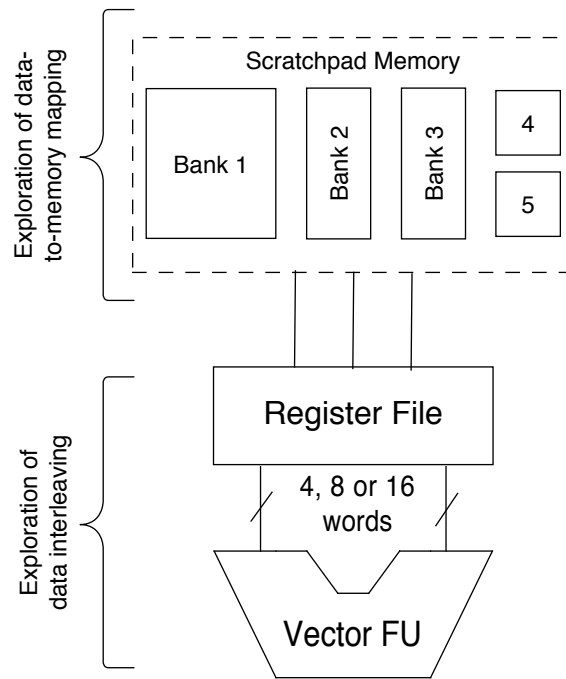 Exploration of data-
to-memory mapping
Scratchpad Memory
Bank 1
Bank 2
Bank 3
4
5
Register File
Exploration of
data interleaving
4, 8 or 16
words
Vector FU